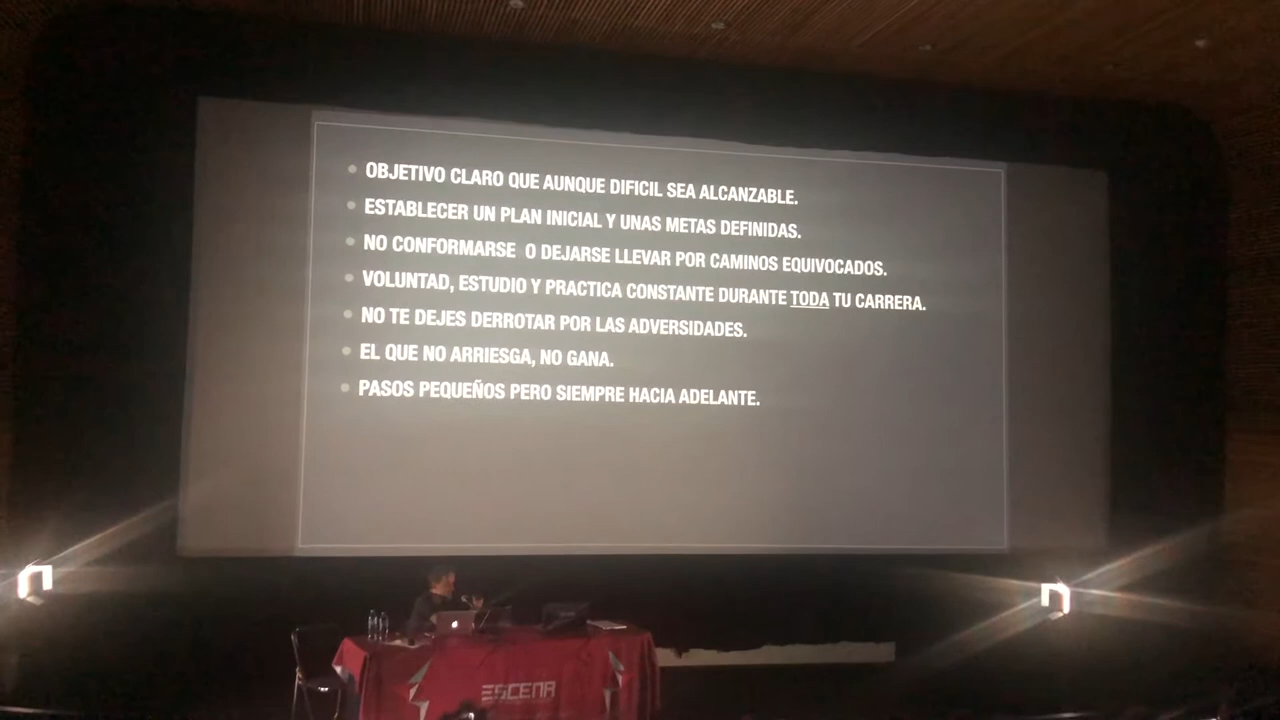 OBJETIVO CLARO QUE AUNQUE DIFICIL SEA ALCANZABLE.
ESTABLECER UN PLAN INICIAL Y UNAS METAS DEFINIDAS.
NO CONFORMARSE O DEJARSE LLEVAR POR CAMINOS EQUIVOCADOS.
VOLUNTAD, ESTUDIO Y PRACTICA CONSTANTE DURANTE TODA TU CARRERA.
NO TE DEJES DERROTAR POR LAS ADVERSIDADES.
EL QUE NO ARRIESGA, NO GANA.
PASOS PEQUEÑOS PERO SIEMPRE HACIA ADELANTE.
ESCENA